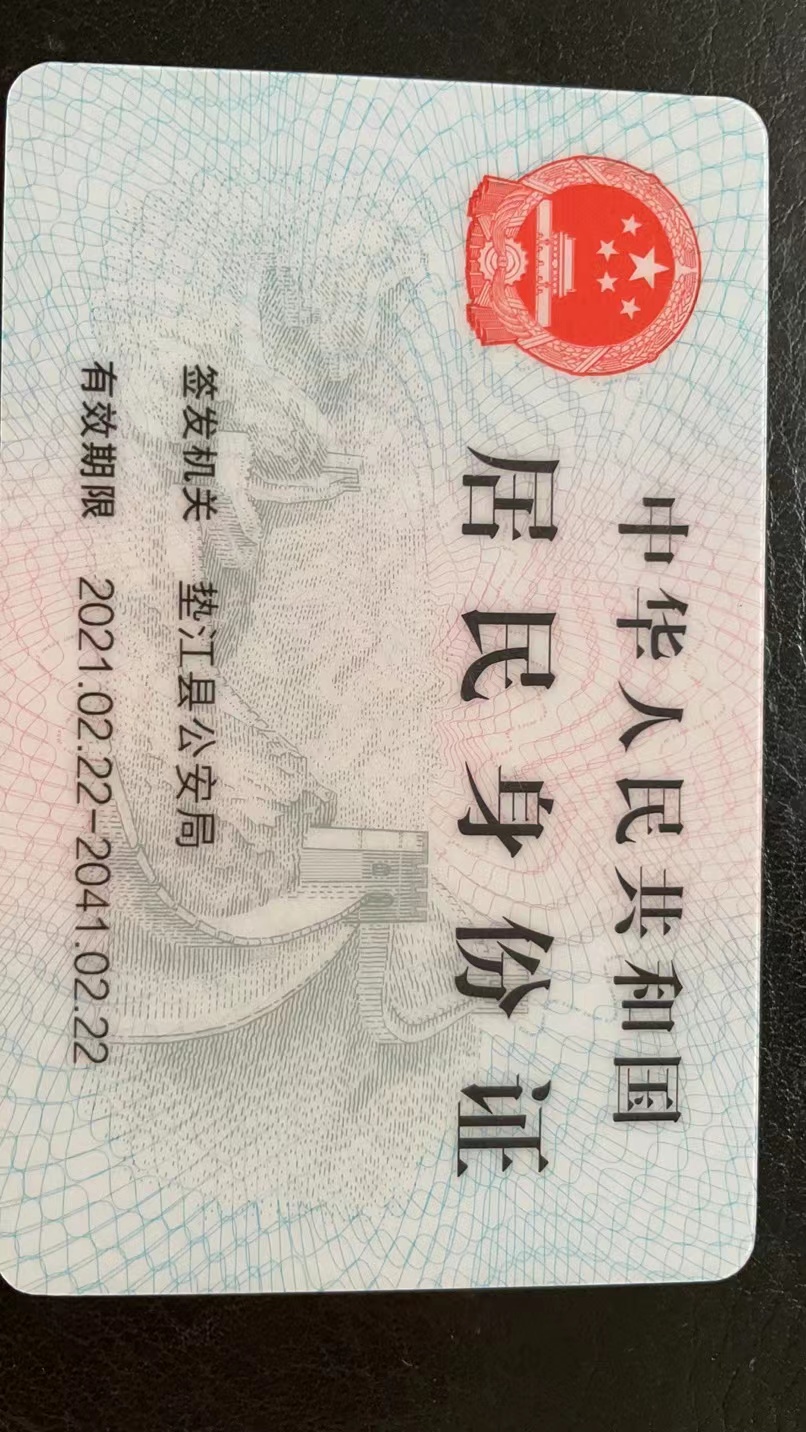 中华人民共和国
居民身份证
签发机关 垫江县公安局
有效期限 2021.02.22-2041.02.22